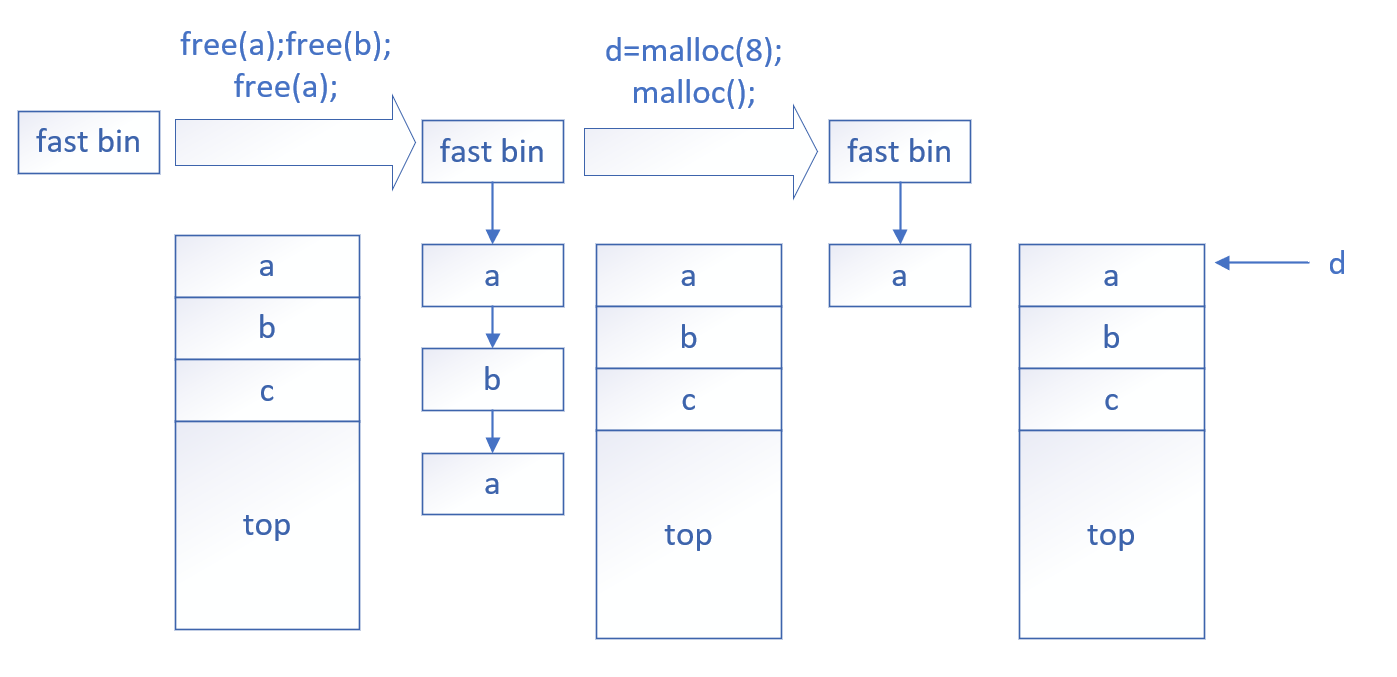 free(a);free(b);
free(a);
d=malloc(8);
malloc();
fast bin
fast bin
fast bin
a
b
c
top
a
b
a
a
b
c
top
a
a
b
c
top
d